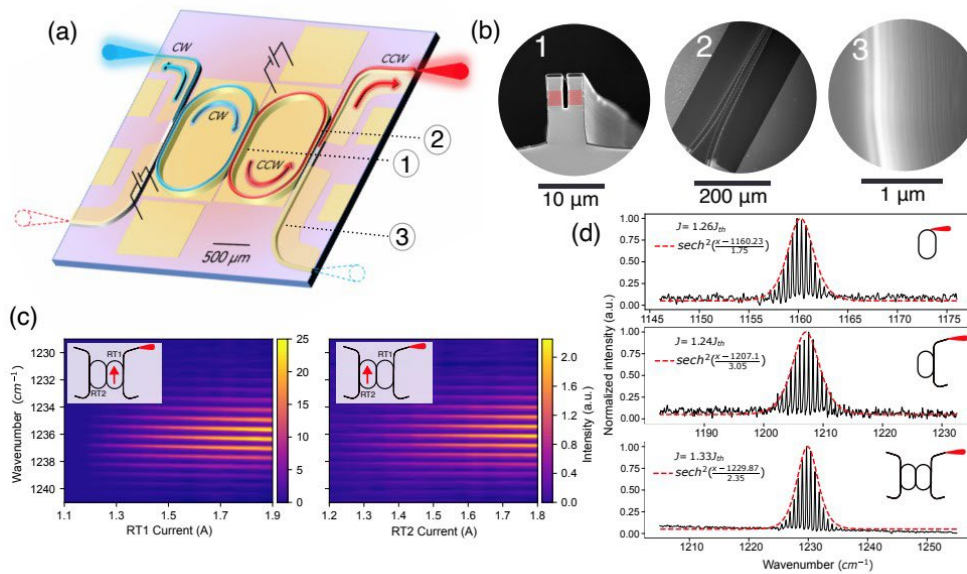 (a)
CW
CCW
CW
CCW
500 μm
1
2
3
(b)
1
2
3
10 μm
200 μm
1 μm
(c)
Wavenumber (cm⁻¹)
1230
1232
1234
1236
1238
1240
RT1
RT2
1.1 1.3 1.5 1.7 1.9
RT1 Current (A)
25
20
15
10
5
0
RT1
RT2
1.2 1.3 1.4 1.5 1.6 1.7 1.8
RT2 Current (A)
2.0
1.6
1.2
0.8
0.4
0.0
Intensity (a.u.)
(d)
Normalized intensity (a.u.)
J = 1.26Jth
sech²(x−1160.23/1.75)
1.00
0.75
0.50
0.25
0.00
1145 1150 1155 1160 1165 1170 1175
J = 1.24Jth
sech²(x−1207.1/3.05)
1.00
0.75
0.50
0.25
0.00
1190 1200 1210 1220 1230
J = 1.33Jth
sech²(x−1229.87/2.35)
1.00
0.75
0.50
0.25
0.00
1210 1220 1230 1240 1250
Wavenumber (cm⁻¹)